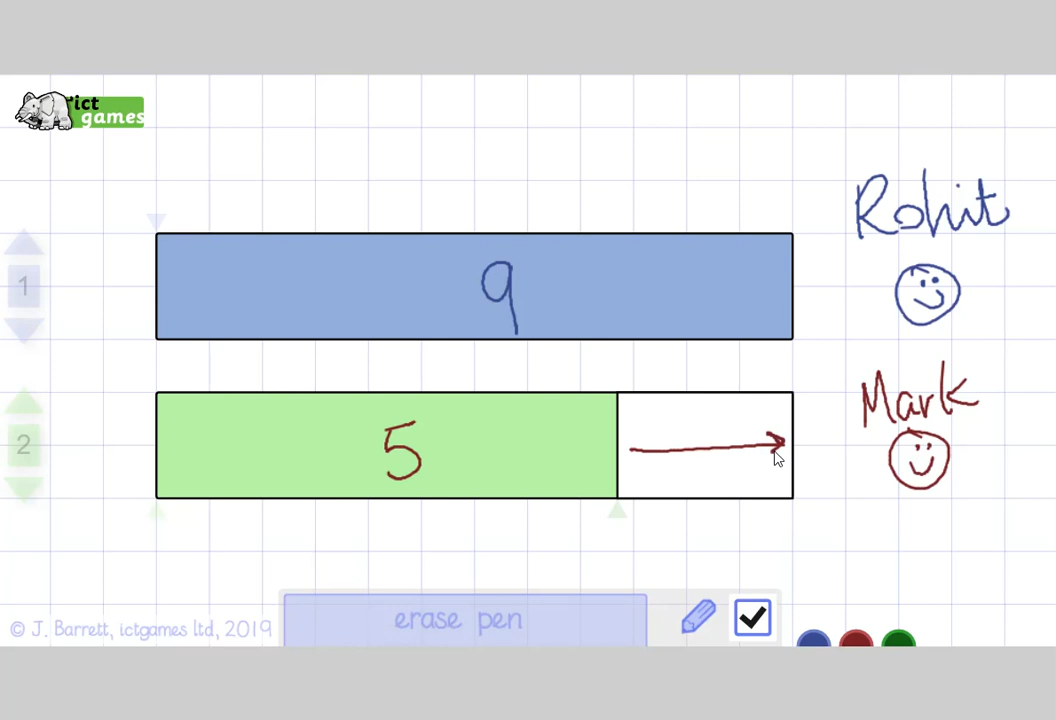 ict
games
Rohit
1
9
Mark
2
5
erase pen
© J. Barrett, ictgames ltd, 2019